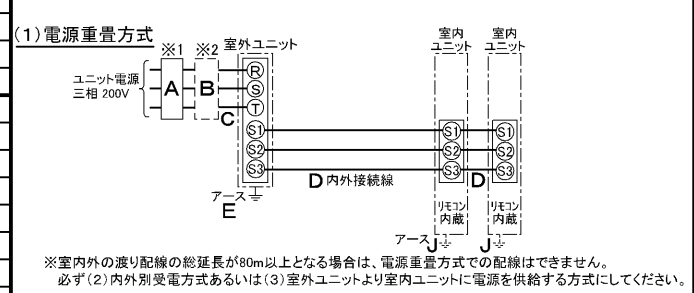 (1)電源重畳方式
※1 ※2 室外ユニット
室内ユニット 室内ユニット
ユニット電源
三相 200V
A B
R
S
T
C
S1 S1 S1
S2 S2 S2
S3 S3 S3
D 内外接続線 D
アース
E
リモコン内蔵 リモコン内蔵
アース J J
※室内外の渡り配線の総延長が80m以上となる場合は、電源重畳方式での配線はできません。
必ず(2)内外別受電方式あるいは(3)室外ユニットより室内ユニットに電源を供給する方式にしてください。